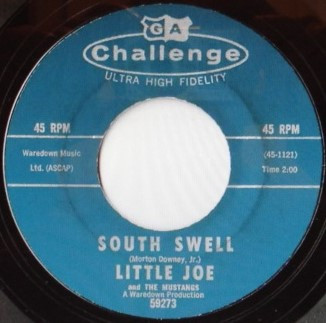 GA
Challenge
ULTRA HIGH FIDELITY
45 RPM
45 RPM
Waredown Music
Ltd. (ASCAP)
(45-1121)
Time 2:00
SOUTH SWELL
(Morton Downey, Jr.)
LITTLE JOE
and THE MUSTANGS
A Waredown Production
59273